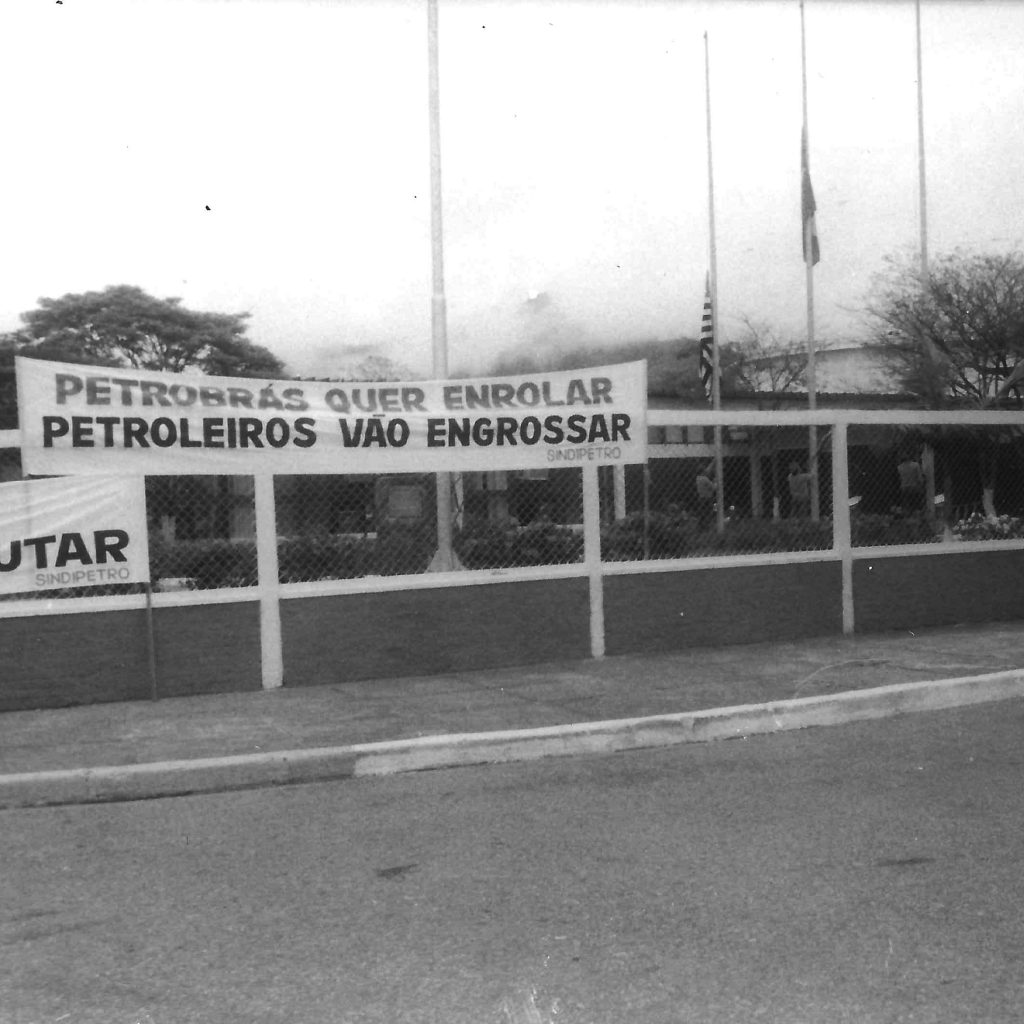 PETROBRÁS QUER ENROLAR
PETROLEIROS VÃO ENGROSSAR
SINDIPETRO
UTAR
SINDIPETRO